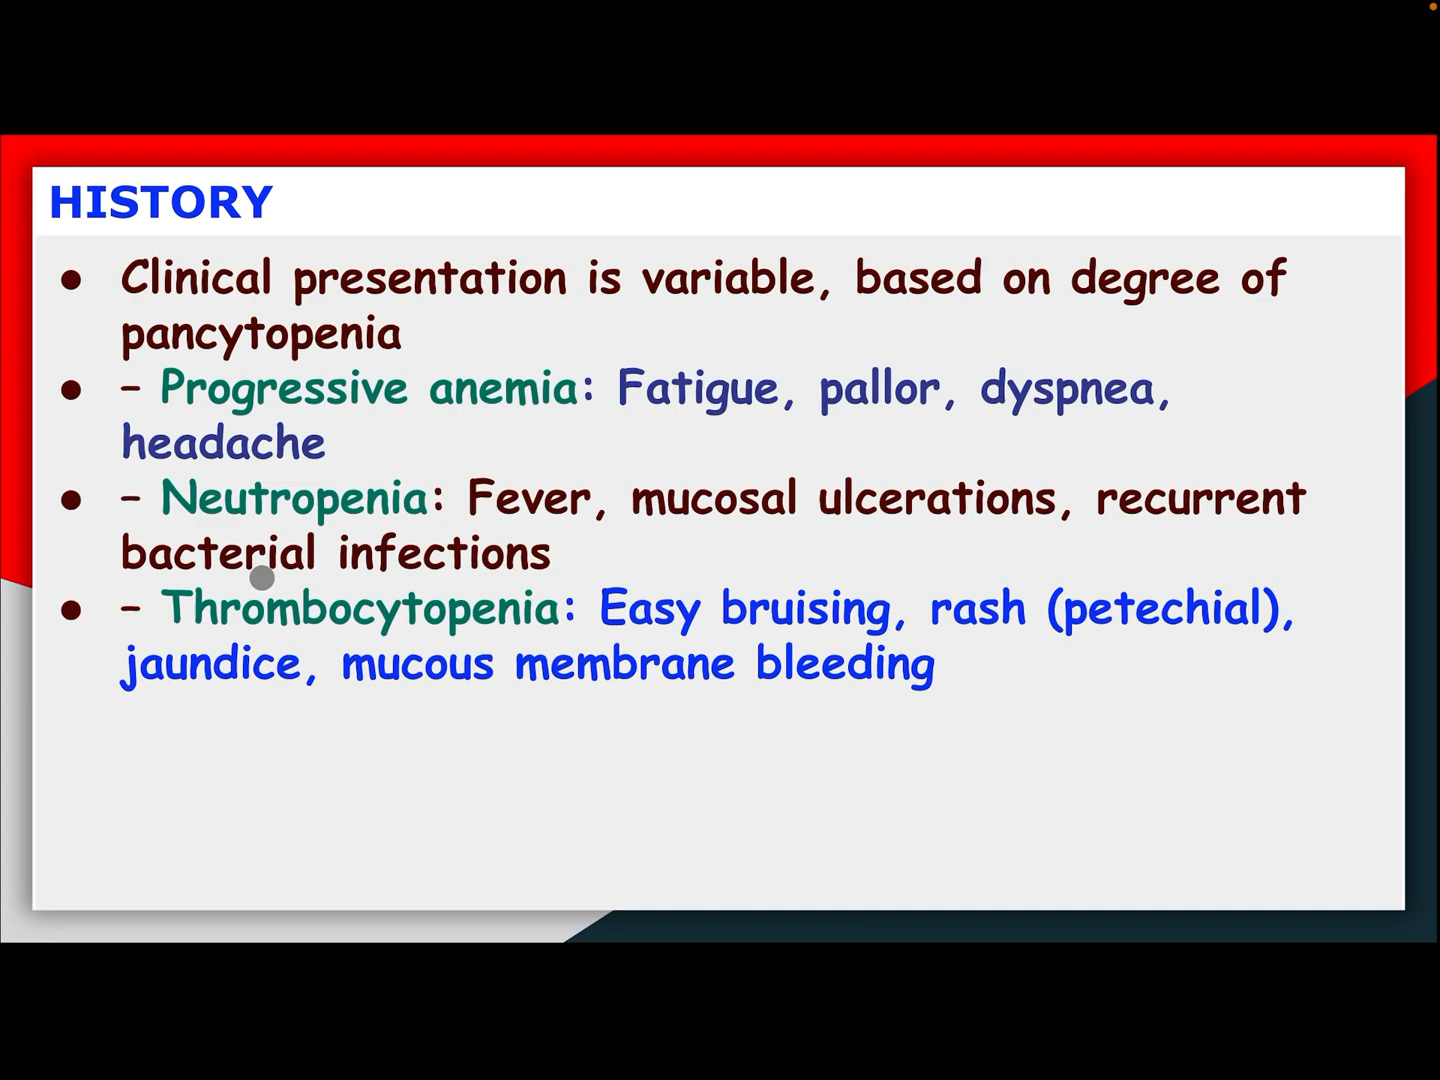 HISTORY
● Clinical presentation is variable, based on degree of
pancytopenia
● – Progressive anemia: Fatigue, pallor, dyspnea,
headache
● – Neutropenia: Fever, mucosal ulcerations, recurrent
bacterial infections
● – Thrombocytopenia: Easy bruising, rash (petechial),
jaundice, mucous membrane bleeding